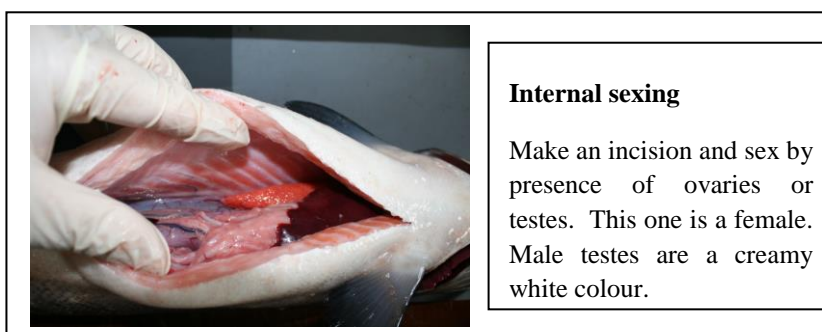 Internal sexing
Make an incision and sex by
presence of ovaries or
testes. This one is a female.
Male testes are a creamy
white colour.